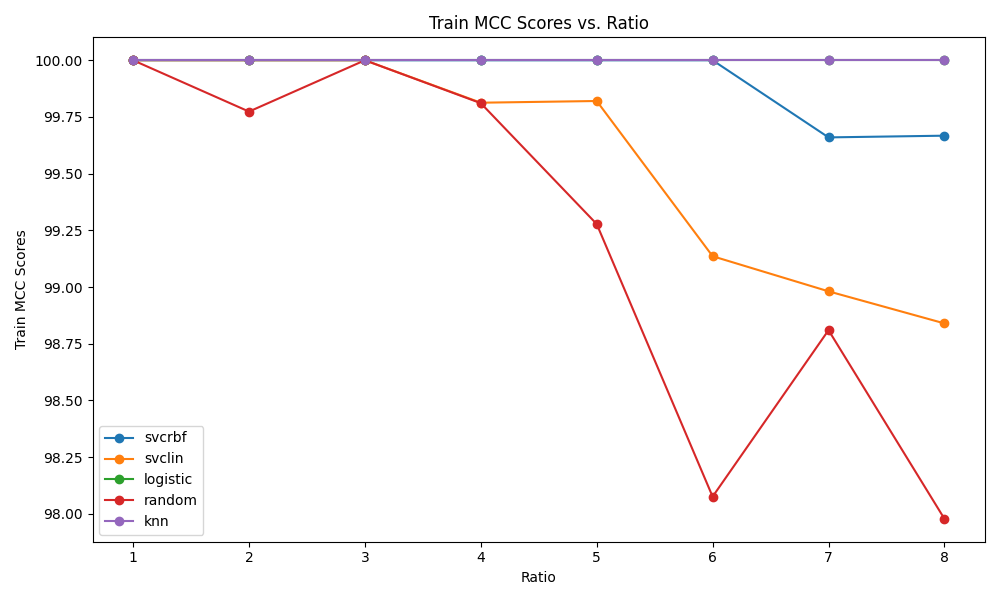 Train MCC Scores vs. Ratio
Train MCC Scores
100.00
99.75
99.50
99.25
99.00
98.75
98.50
98.25
98.00
svcrbf
svclin
logistic
random
knn
1 2 3 4 5 6 7 8
Ratio